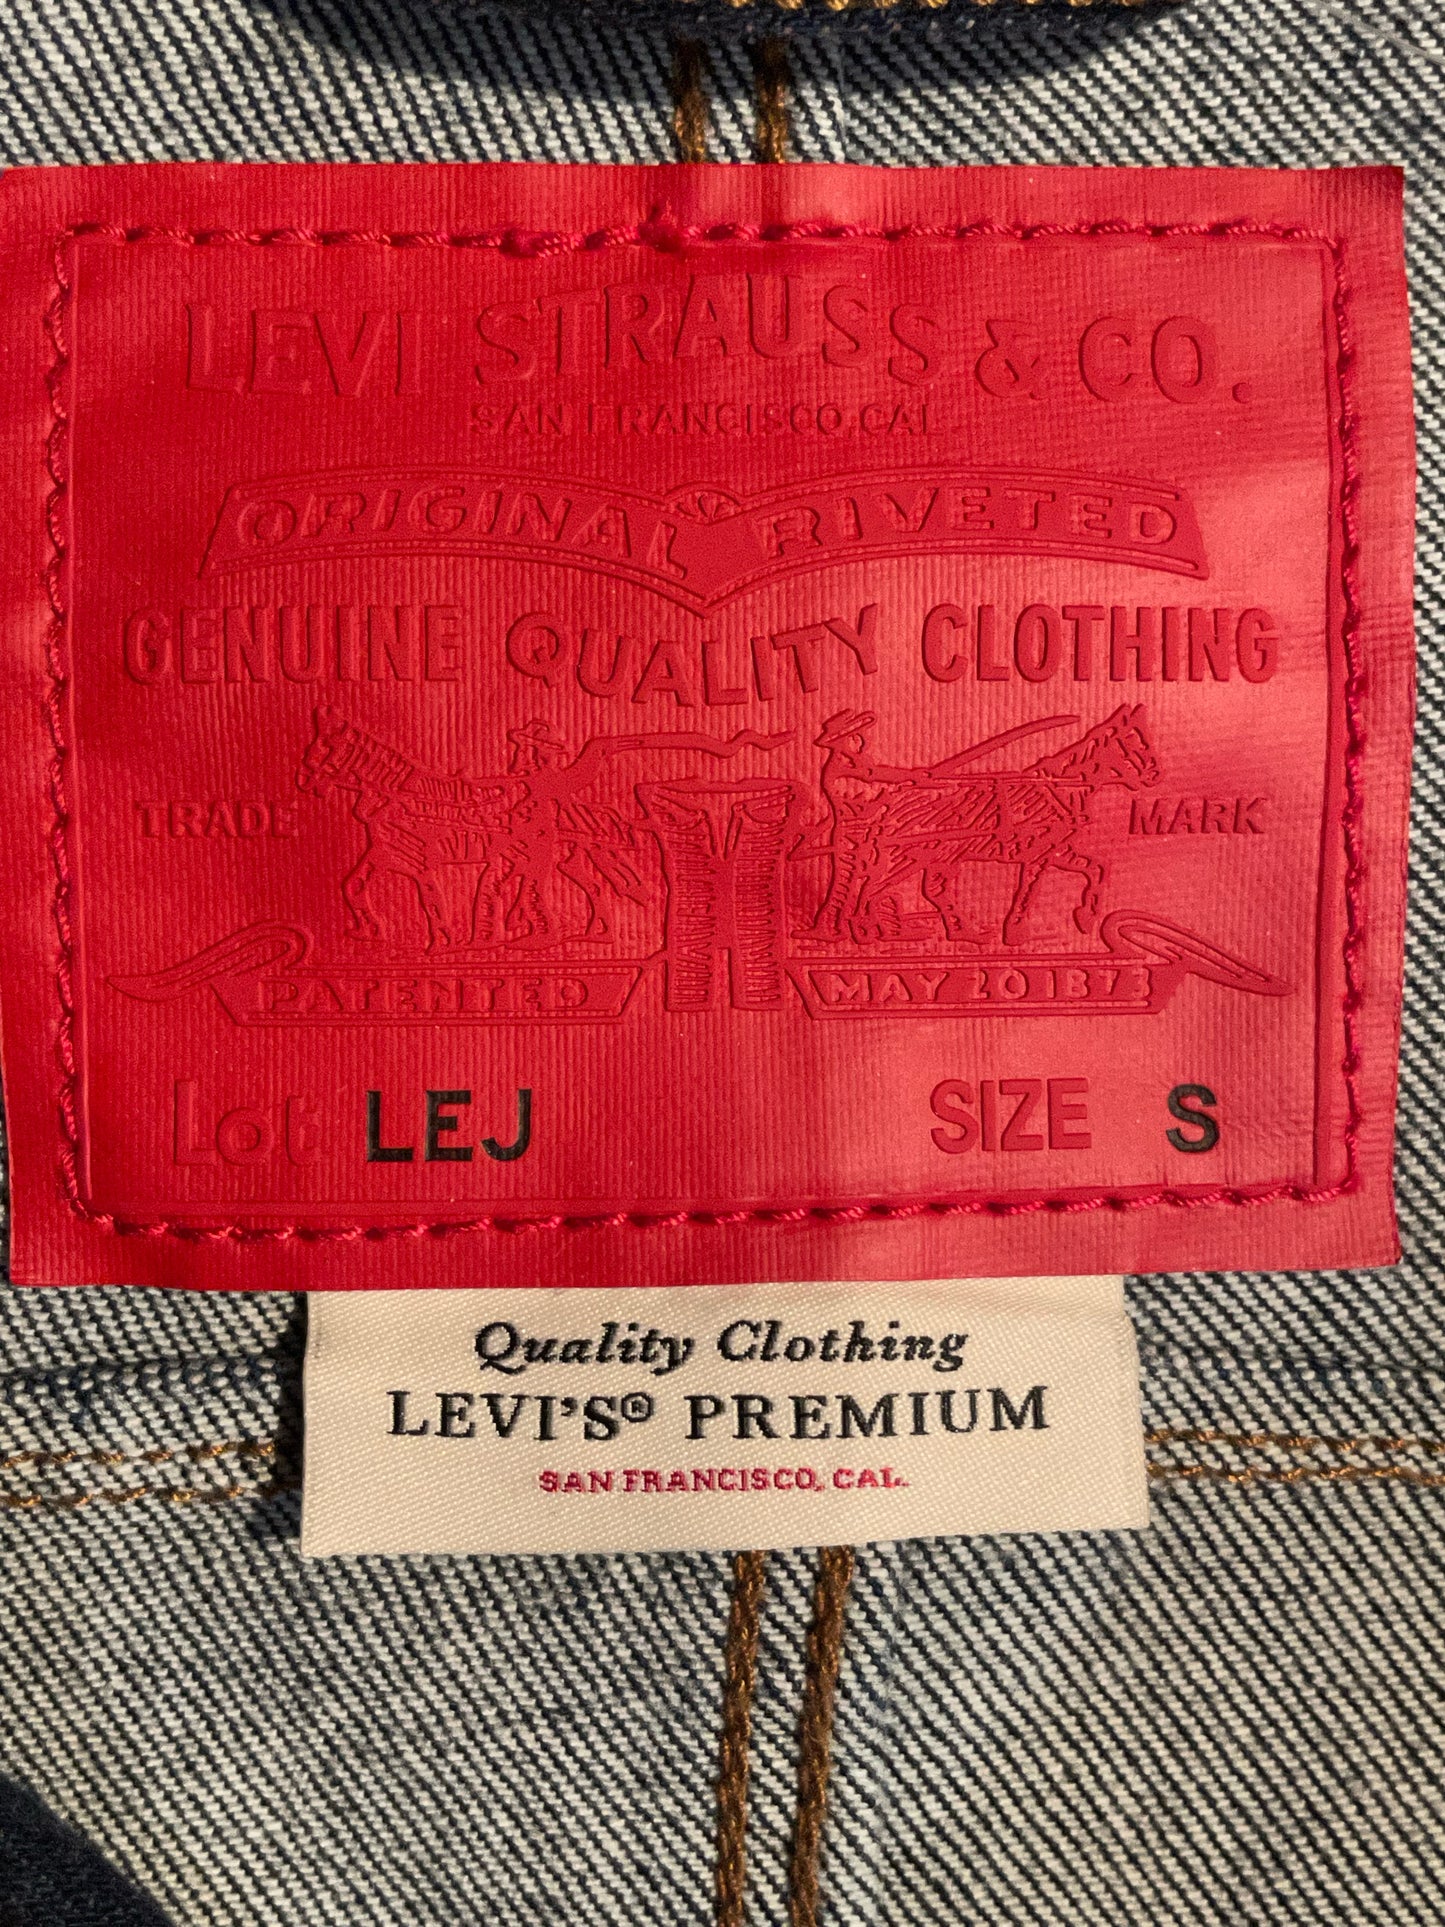 LEVI STRAUSS & CO.
SAN FRANCISCO, CAL
ORIGINAL RIVETED
GENUINE QUALITY CLOTHING
TRADE MARK
PATENTED MAY 20 1873
Lot LEJ SIZE S
Quality Clothing
LEVI'S® PREMIUM
SAN FRANCISCO, CAL.